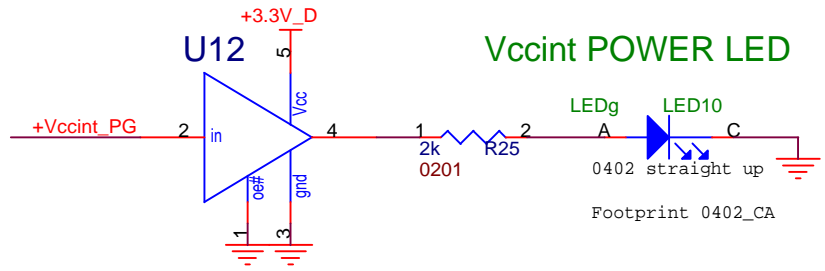 +3.3V_D
U12
Vccint POWER LED
5
Vcc
LEDg
LED10
+Vccint_PG
2
in
4
1
2
A
C
2k
R25
0201
oe#
gnd
0402 straight up
1
3
Footprint 0402_CA